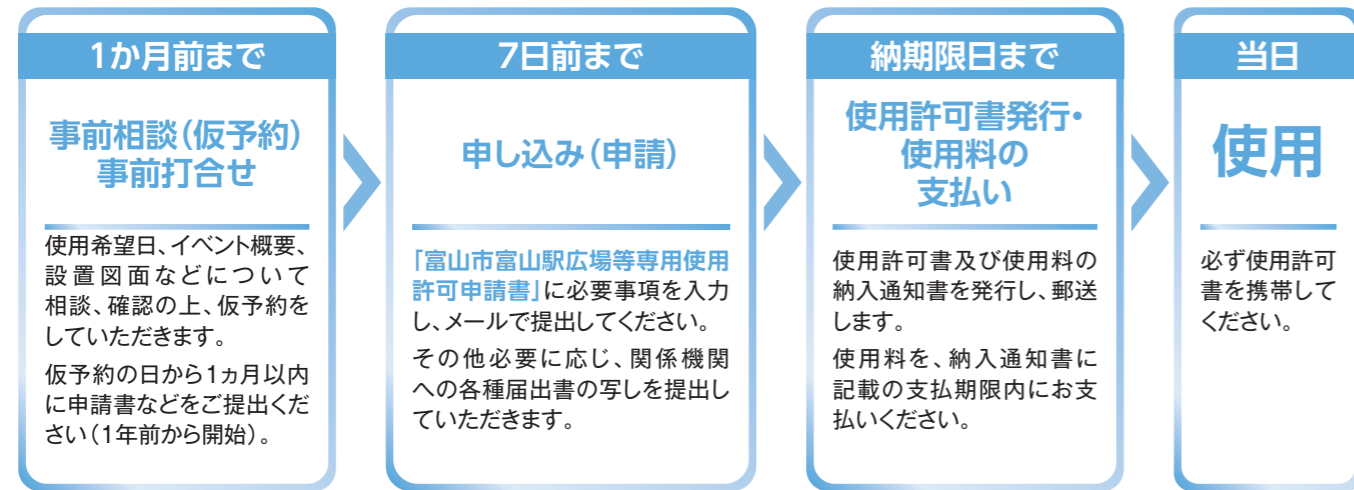 1か月前まで
事前相談(仮予約)
事前打合せ
使用希望日、イベント概要、
設置図面などについて
相談、確認の上、仮予約を
していただきます。
仮予約の日から1ヵ月以内
に申請書などをご提出くだ
さい(1年前から開始)。
7日前まで
申し込み(申請)
「富山市富山駅広場等専用使用
許可申請書」に必要事項を入力
し、メールで提出してください。
その他必要に応じ、関係機関
への各種届出書の写しを提出し
ていただきます。
納期限日まで
使用許可書発行・
使用料の
支払い
使用許可書及び使用料の
納入通知書を発行し、郵送
します。
使用料を、納入通知書に
記載の支払期限内にお支
払いください。
当日
使用
必ず使用許可
書を携帯して
ください。